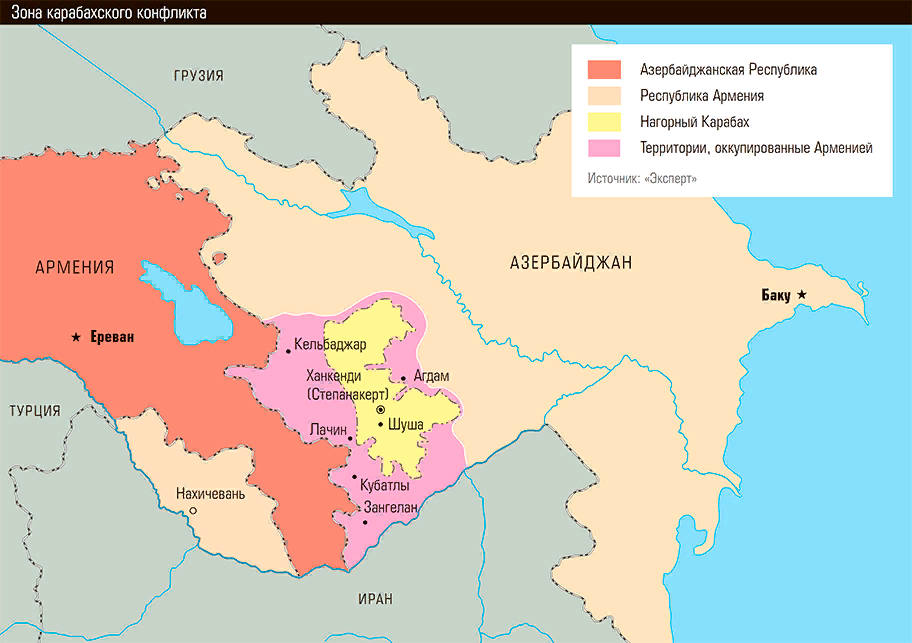 Зона карабахского конфликта
ГРУЗИЯ
Азербайджанская Республика
Республика Армения
Нагорный Карабах
Территории, оккупированные Арменией
Источник: «Эксперт»
АРМЕНИЯ
АЗЕРБАЙДЖАН
Баку
Ереван
Кельбаджар
Ханкенди
(Степанакерт)
Агдам
ТУРЦИЯ
Шуша
Лачин
Кубатлы
Нахичевань
Зангелан
ИРАН